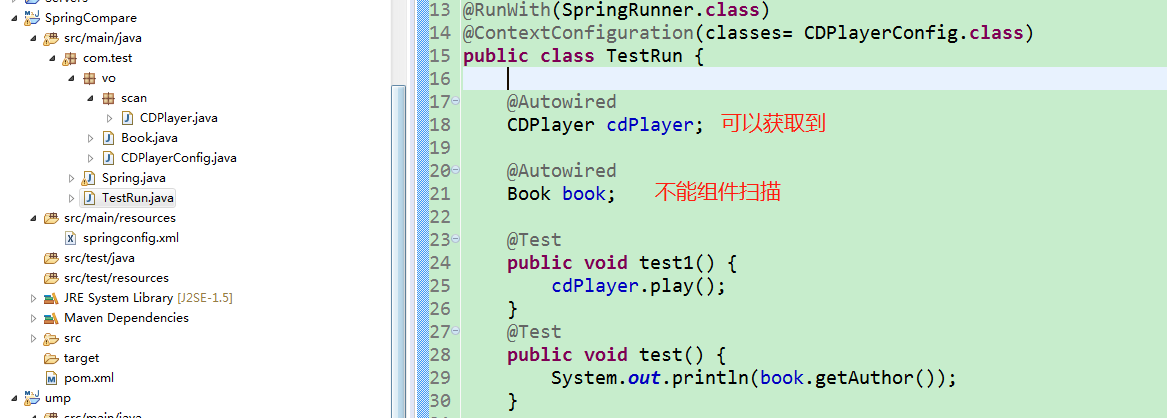 Servers
SpringCompare
src/main/java
com.test
vo
scan
CDPlayer.java
Book.java
CDPlayerConfig.java
Spring.java
TestRun.java
src/main/resources
springconfig.xml
src/test/java
src/test/resources
JRE System Library [J2SE-1.5]
Maven Dependencies
src
target
pom.xml
ump
src/main/java
13 @RunWith(SpringRunner.class)
14 @ContextConfiguration(classes= CDPlayerConfig.class)
15 public class TestRun {
16
17 @Autowired
18 CDPlayer cdPlayer; 可以获取到
19
20 @Autowired
21 Book book; 不能组件扫描
22
23 @Test
24 public void test1() {
25 cdPlayer.play();
26 }
27 @Test
28 public void test() {
29 System.out.println(book.getAuthor());
30 }